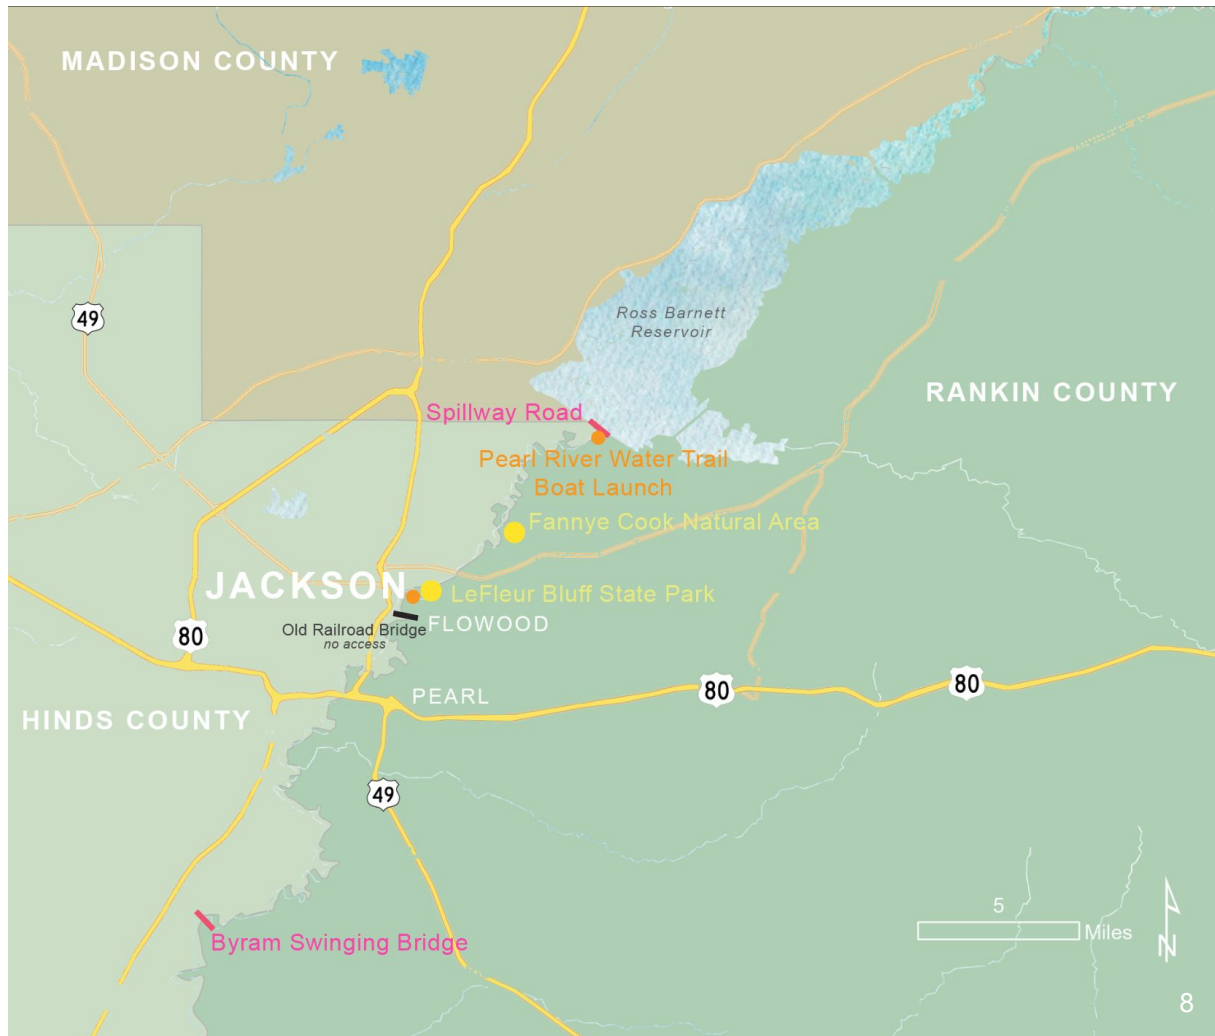 MADISON COUNTY
49
Ross Barnett
Reservoir
RANKIN COUNTY
Spillway Road
Pearl River Water Trail
Boat Launch
Fannye Cook Natural Area
JACKSON
LeFleur Bluff State Park
FLOWOOD
Old Railroad Bridge
no access
80
80
80
PEARL
HINDS COUNTY
49
5
Miles
Byram Swinging Bridge
N
8